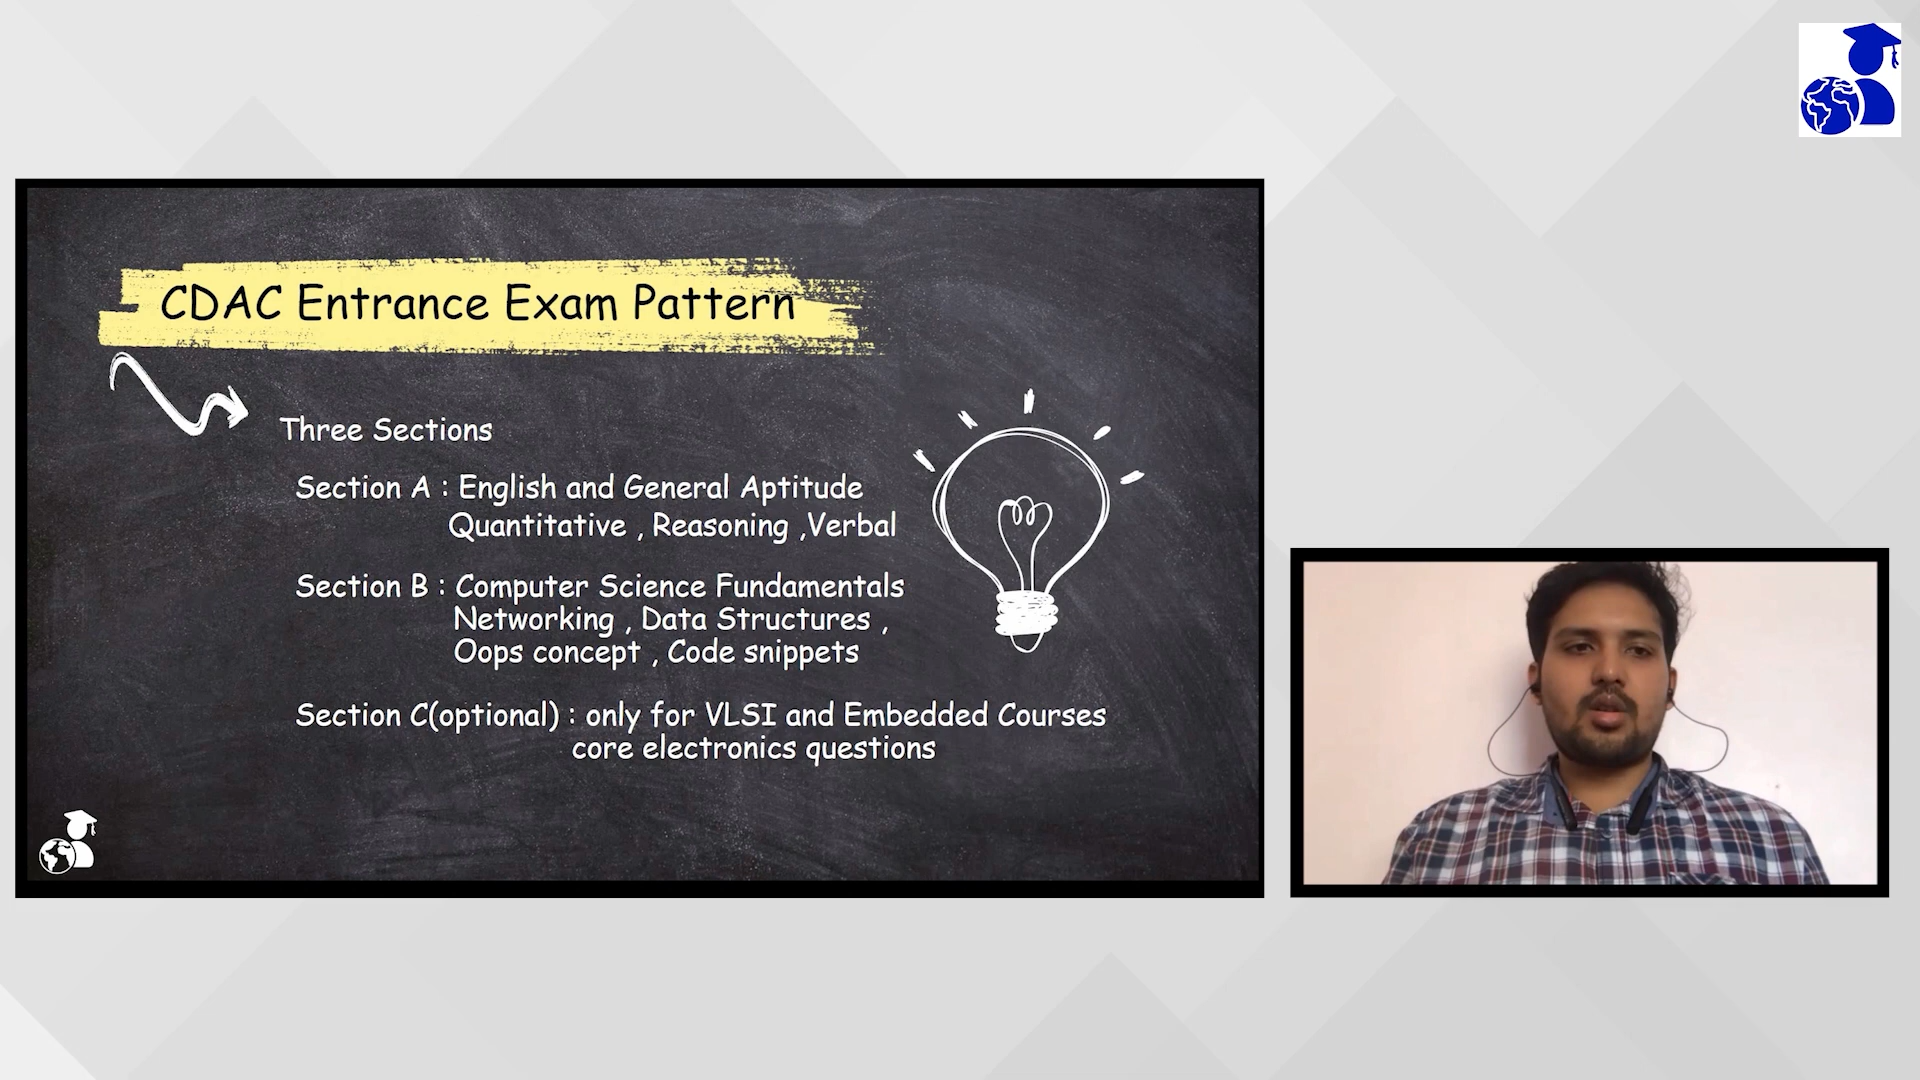 CDAC Entrance Exam Pattern
Three Sections
Section A : English and General Aptitude
Quantitative , Reasoning ,Verbal
Section B : Computer Science Fundamentals
Networking , Data Structures ,
Oops concept , Code snippets
Section C(optional) : only for VLSI and Embedded Courses
core electronics questions